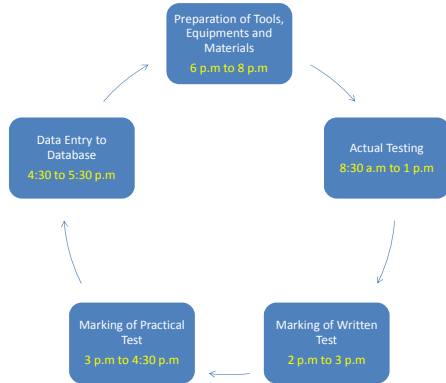 Preparation of Tools,
Equipments and
Materials
6 p.m to 8 p.m
Actual Testing
8:30 a.m to 1 p.m
Marking of Written
Test
2 p.m to 3 p.m
Marking of Practical
Test
3 p.m to 4:30 p.m
Data Entry to
Database
4:30 to 5:30 p.m